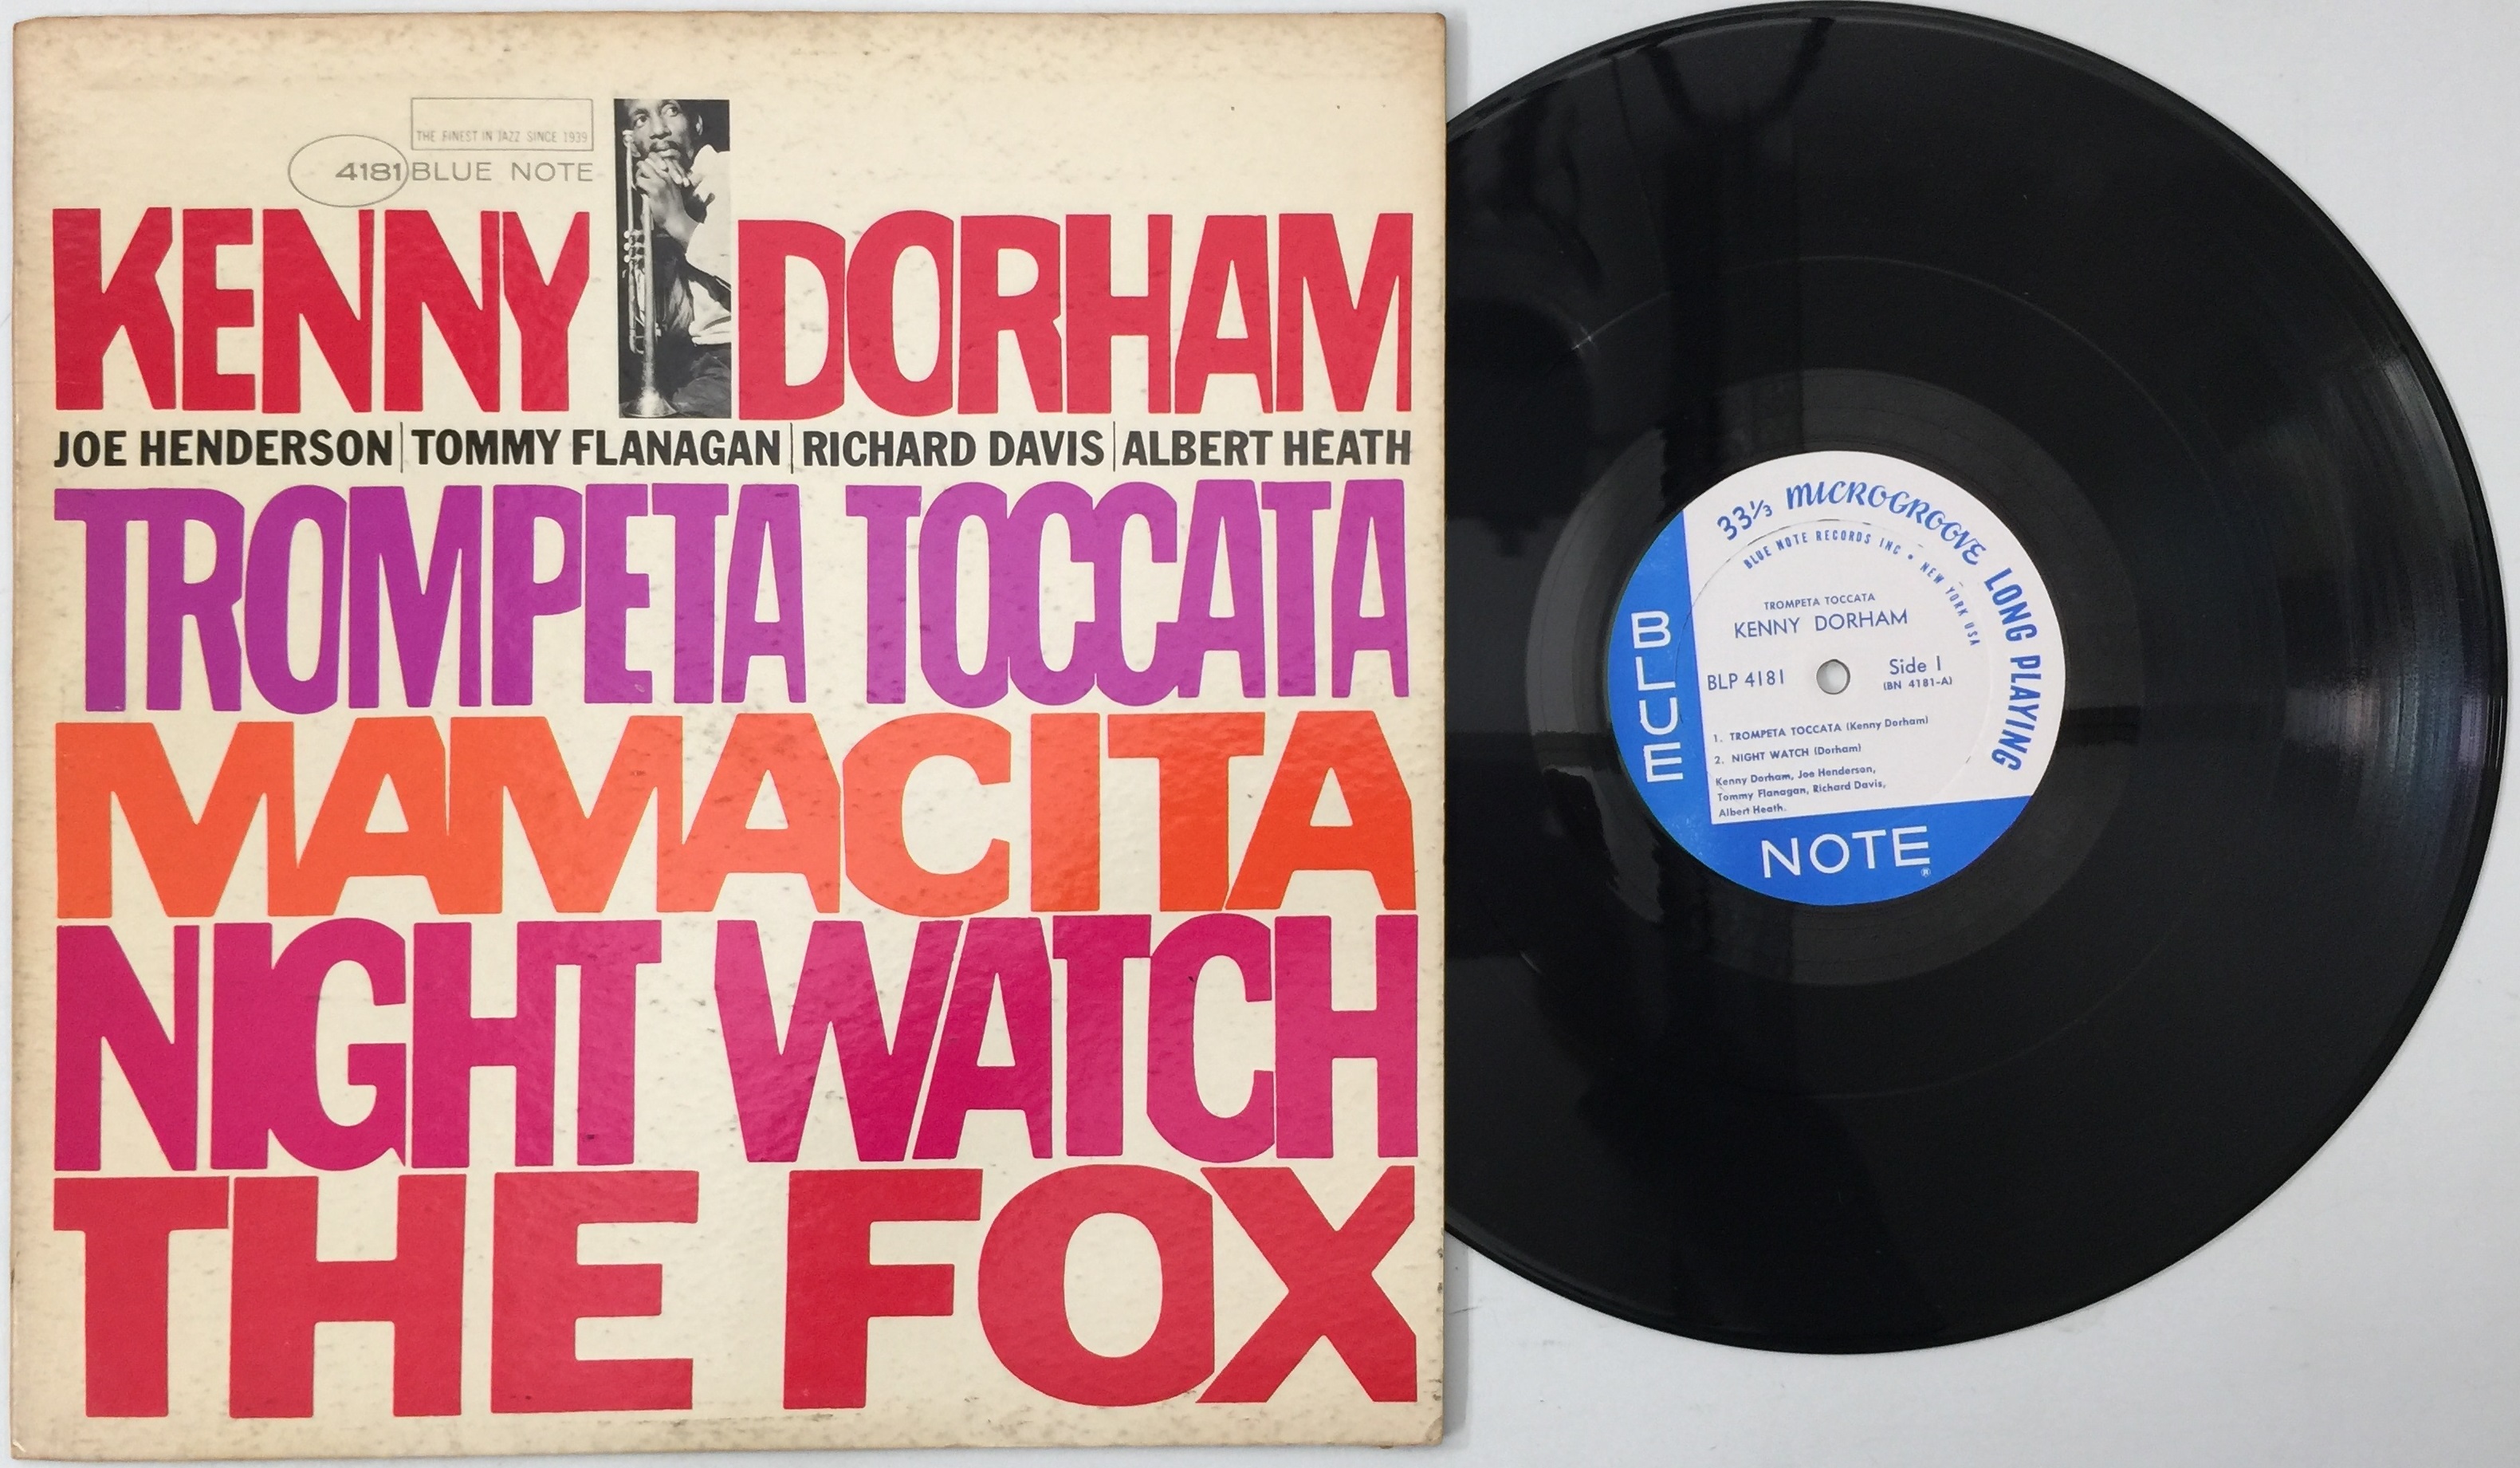 THE FINEST IN JAZZ SINCE 1939
4181 BLUE NOTE
KENNY DORHAM
JOE HENDERSON | TOMMY FLANAGAN | RICHARD DAVIS | ALBERT HEATH
TROMPETA TOCCATA
MAMACITA
NIGHT WATCH
THE FOX
33⅓ MICROGROOVE LONG PLAYING
BLUE NOTE RECORDS INC • NEW YORK USA
TROMPETA TOCCATA
KENNY DORHAM
BLP 4181
Side 1
(BN 4181-A)
1. TROMPETA TOCCATA (Kenny Dorham)
2. NIGHT WATCH (Dorham)
Kenny Dorham, Joe Henderson,
Tommy Flanagan, Richard Davis,
Albert Heath.
BLUE
NOTE®